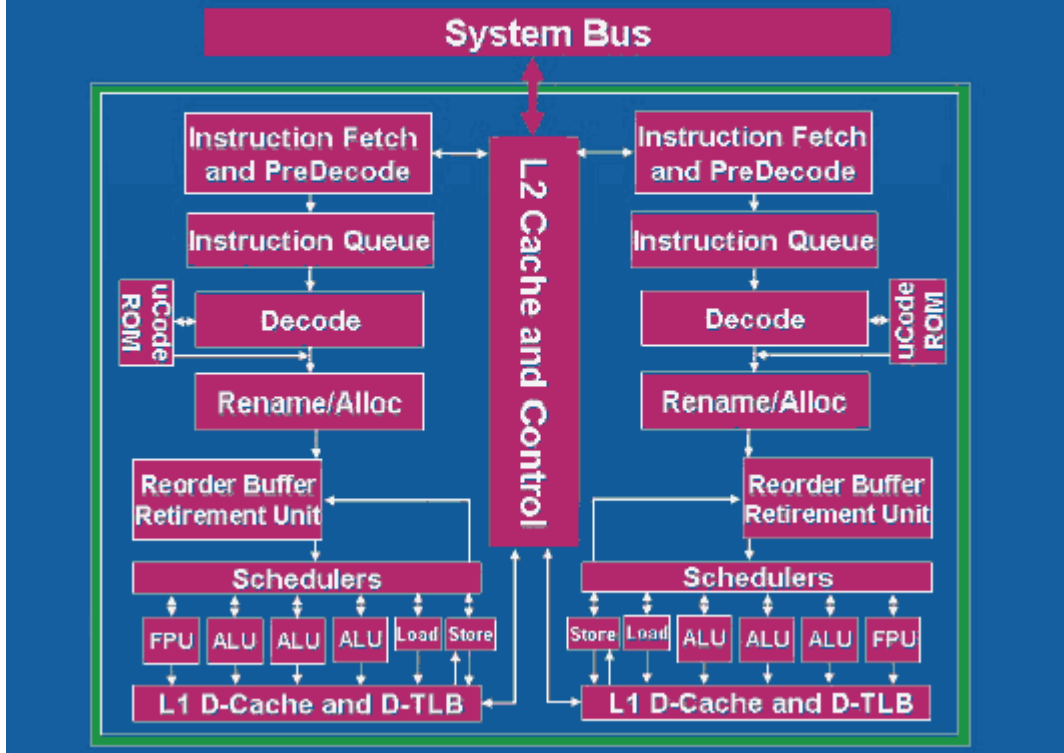 System Bus
Instruction Fetch
and PreDecode
Instruction Queue
uCode
ROM
Decode
Rename/Alloc
Reorder Buffer
Retirement Unit
Schedulers
FPU
ALU
ALU
ALU
Load
Store
L1 D-Cache and D-TLB
L2 Cache and Control
Instruction Fetch
and PreDecode
Instruction Queue
Decode
uCode
ROM
Rename/Alloc
Reorder Buffer
Retirement Unit
Schedulers
Store
Load
ALU
ALU
ALU
FPU
L1 D-Cache and D-TLB